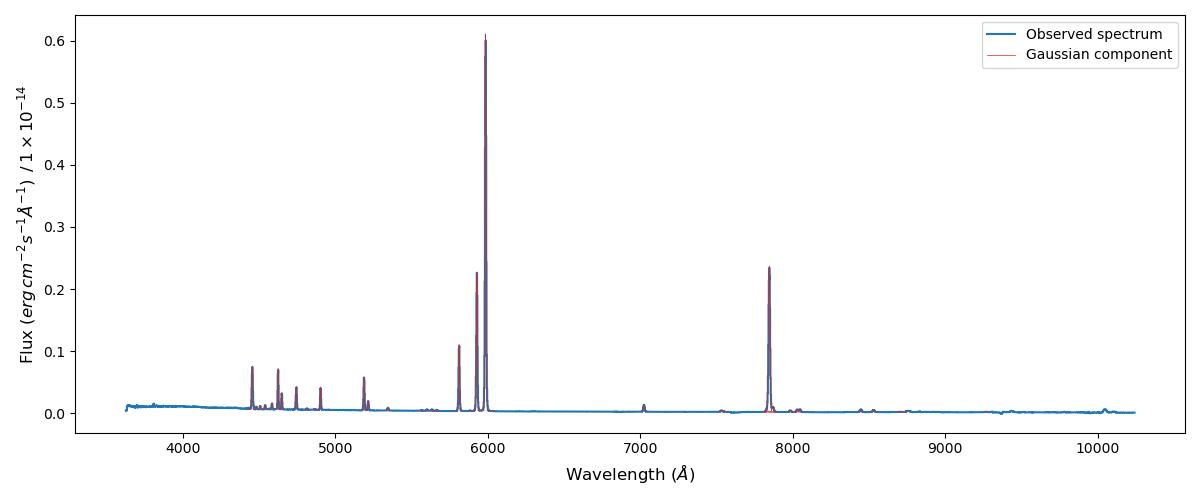 Observed spectrum
Gaussian component
0.6
0.5
0.4
0.3
0.2
0.1
0.0
Flux (erg cm⁻² s⁻¹ Å⁻¹) / 1 × 10⁻¹⁴
4000 5000 6000 7000 8000 9000 10000
Wavelength (Å)